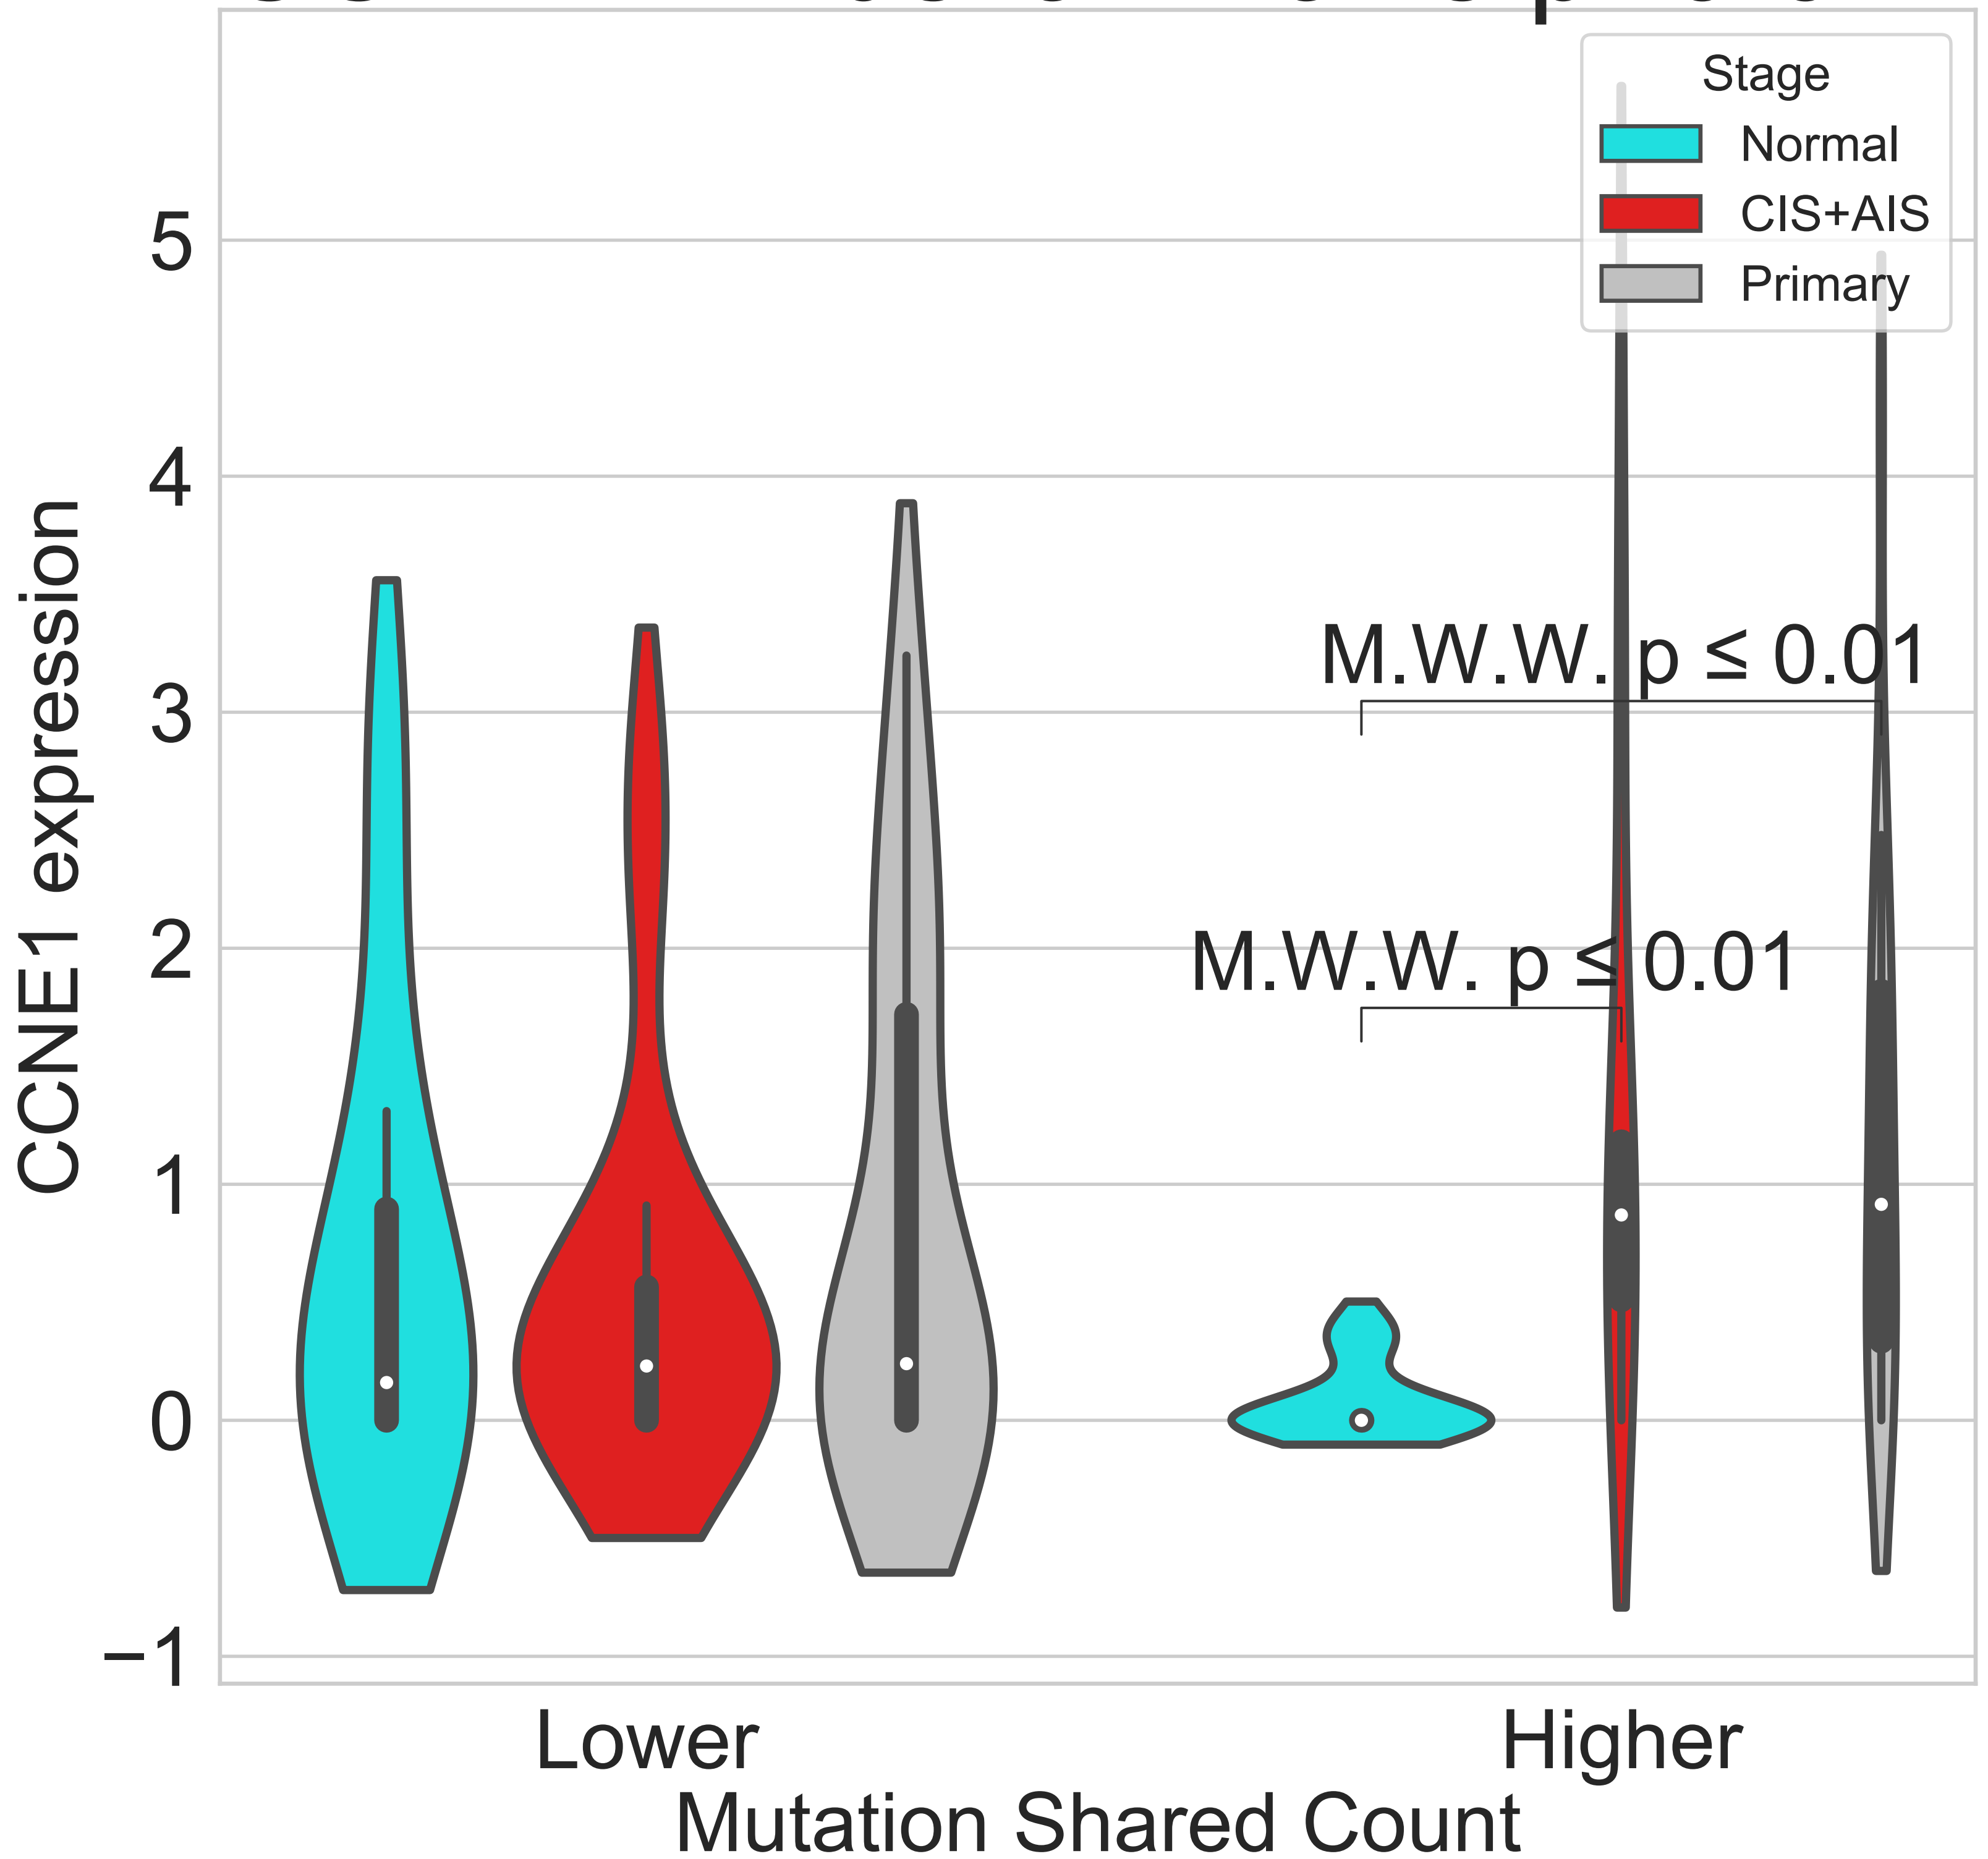 Stage
Normal
CIS+AIS
Primary
5
4
3
2
1
0
−1
CCNE1 expression
M.W.W. p ≤ 0.01
M.W.W. p ≤ 0.01
Lower
Higher
Mutation Shared Count